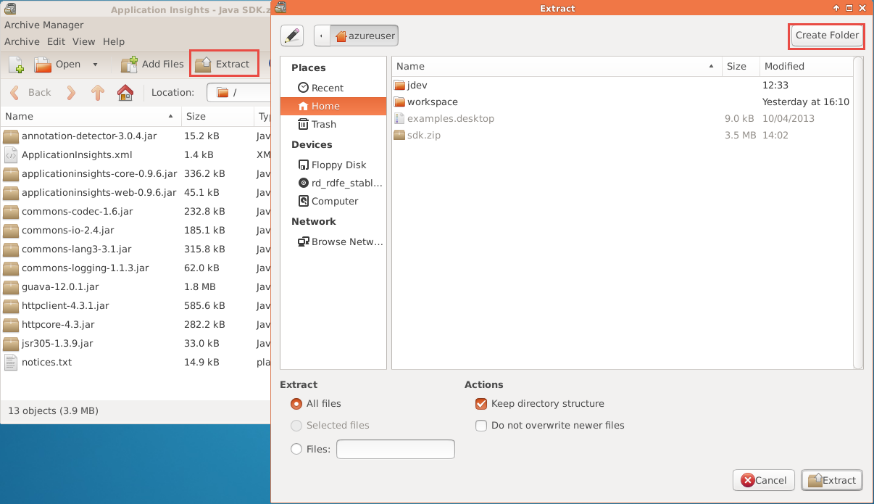 Application Insights - Java SDK.z
Archive Manager
Archive Edit View Help
Open Add Files Extract
Back Location: /
Name Size Ty
annotation-detector-3.0.4.jar 15.2 kB Jav
ApplicationInsights.xml 1.4 kB XM
applicationinsights-core-0.9.6.jar 336.2 kB Jav
applicationinsights-web-0.9.6.jar 45.1 kB Jav
commons-codec-1.6.jar 232.8 kB Jav
commons-io-2.4.jar 185.1 kB Jav
commons-lang3-3.1.jar 315.8 kB Jav
commons-logging-1.1.3.jar 62.0 kB Jav
guava-12.0.1.jar 1.8 MB Jav
httpclient-4.3.1.jar 585.6 kB Jav
httpcore-4.3.jar 282.2 kB Jav
jsr305-1.3.9.jar 33.0 kB Jav
notices.txt 14.9 kB pla
13 objects (3.9 MB)
Extract
azureuser
Create Folder
Places
Recent
Home
Trash
Devices
Floppy Disk
rd_rdfe_stabl...
Computer
Network
Browse Netw...
Name Size Modified
jdev 12:33
workspace Yesterday at 16:10
examples.desktop 9.0 kB 10/04/2013
sdk.zip 3.5 MB 14:02
Extract
All files
Selected files
Files:
Actions
Keep directory structure
Do not overwrite newer files
Cancel Extract